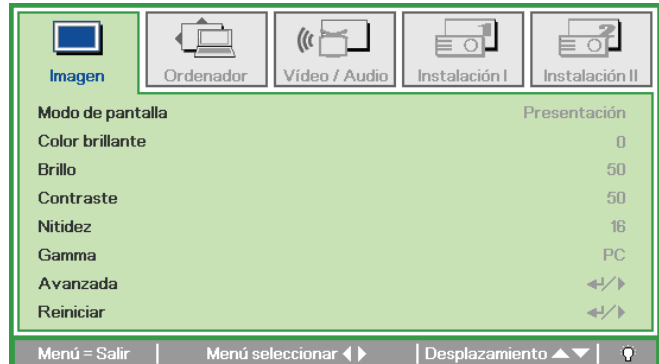 Imagen Ordenador Vídeo / Audio Instalación I Instalación II
Modo de pantalla Presentación
Color brillante 0
Brillo 50
Contraste 50
Nitidez 16
Gamma PC
Avanzada
Reiniciar
Menú = Salir Menú seleccionar Desplazamiento